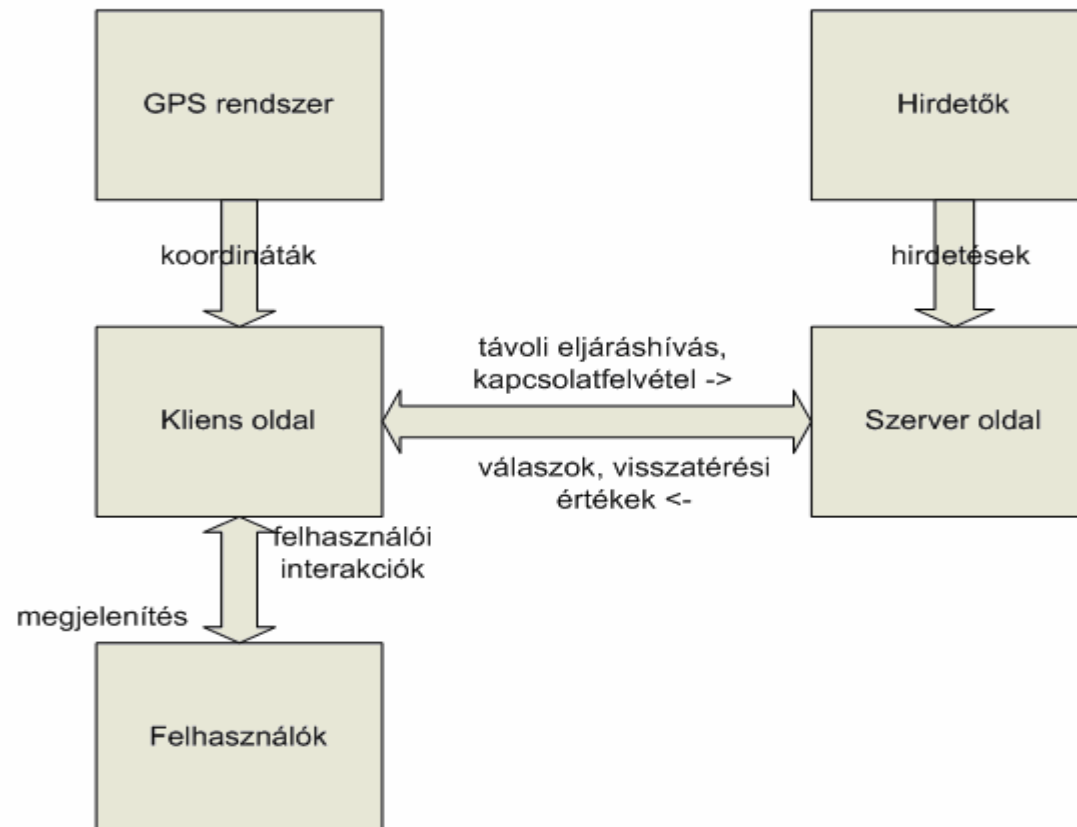 GPS rendszer
Hirdetők
koordináták
hirdetések
távoli eljáráshívás,
kapcsolatfelvétel ->
Kliens oldal
Szerver oldal
válaszok, visszatérési
értékek <-
felhasználói
interakciók
megjelenítés
Felhasználók